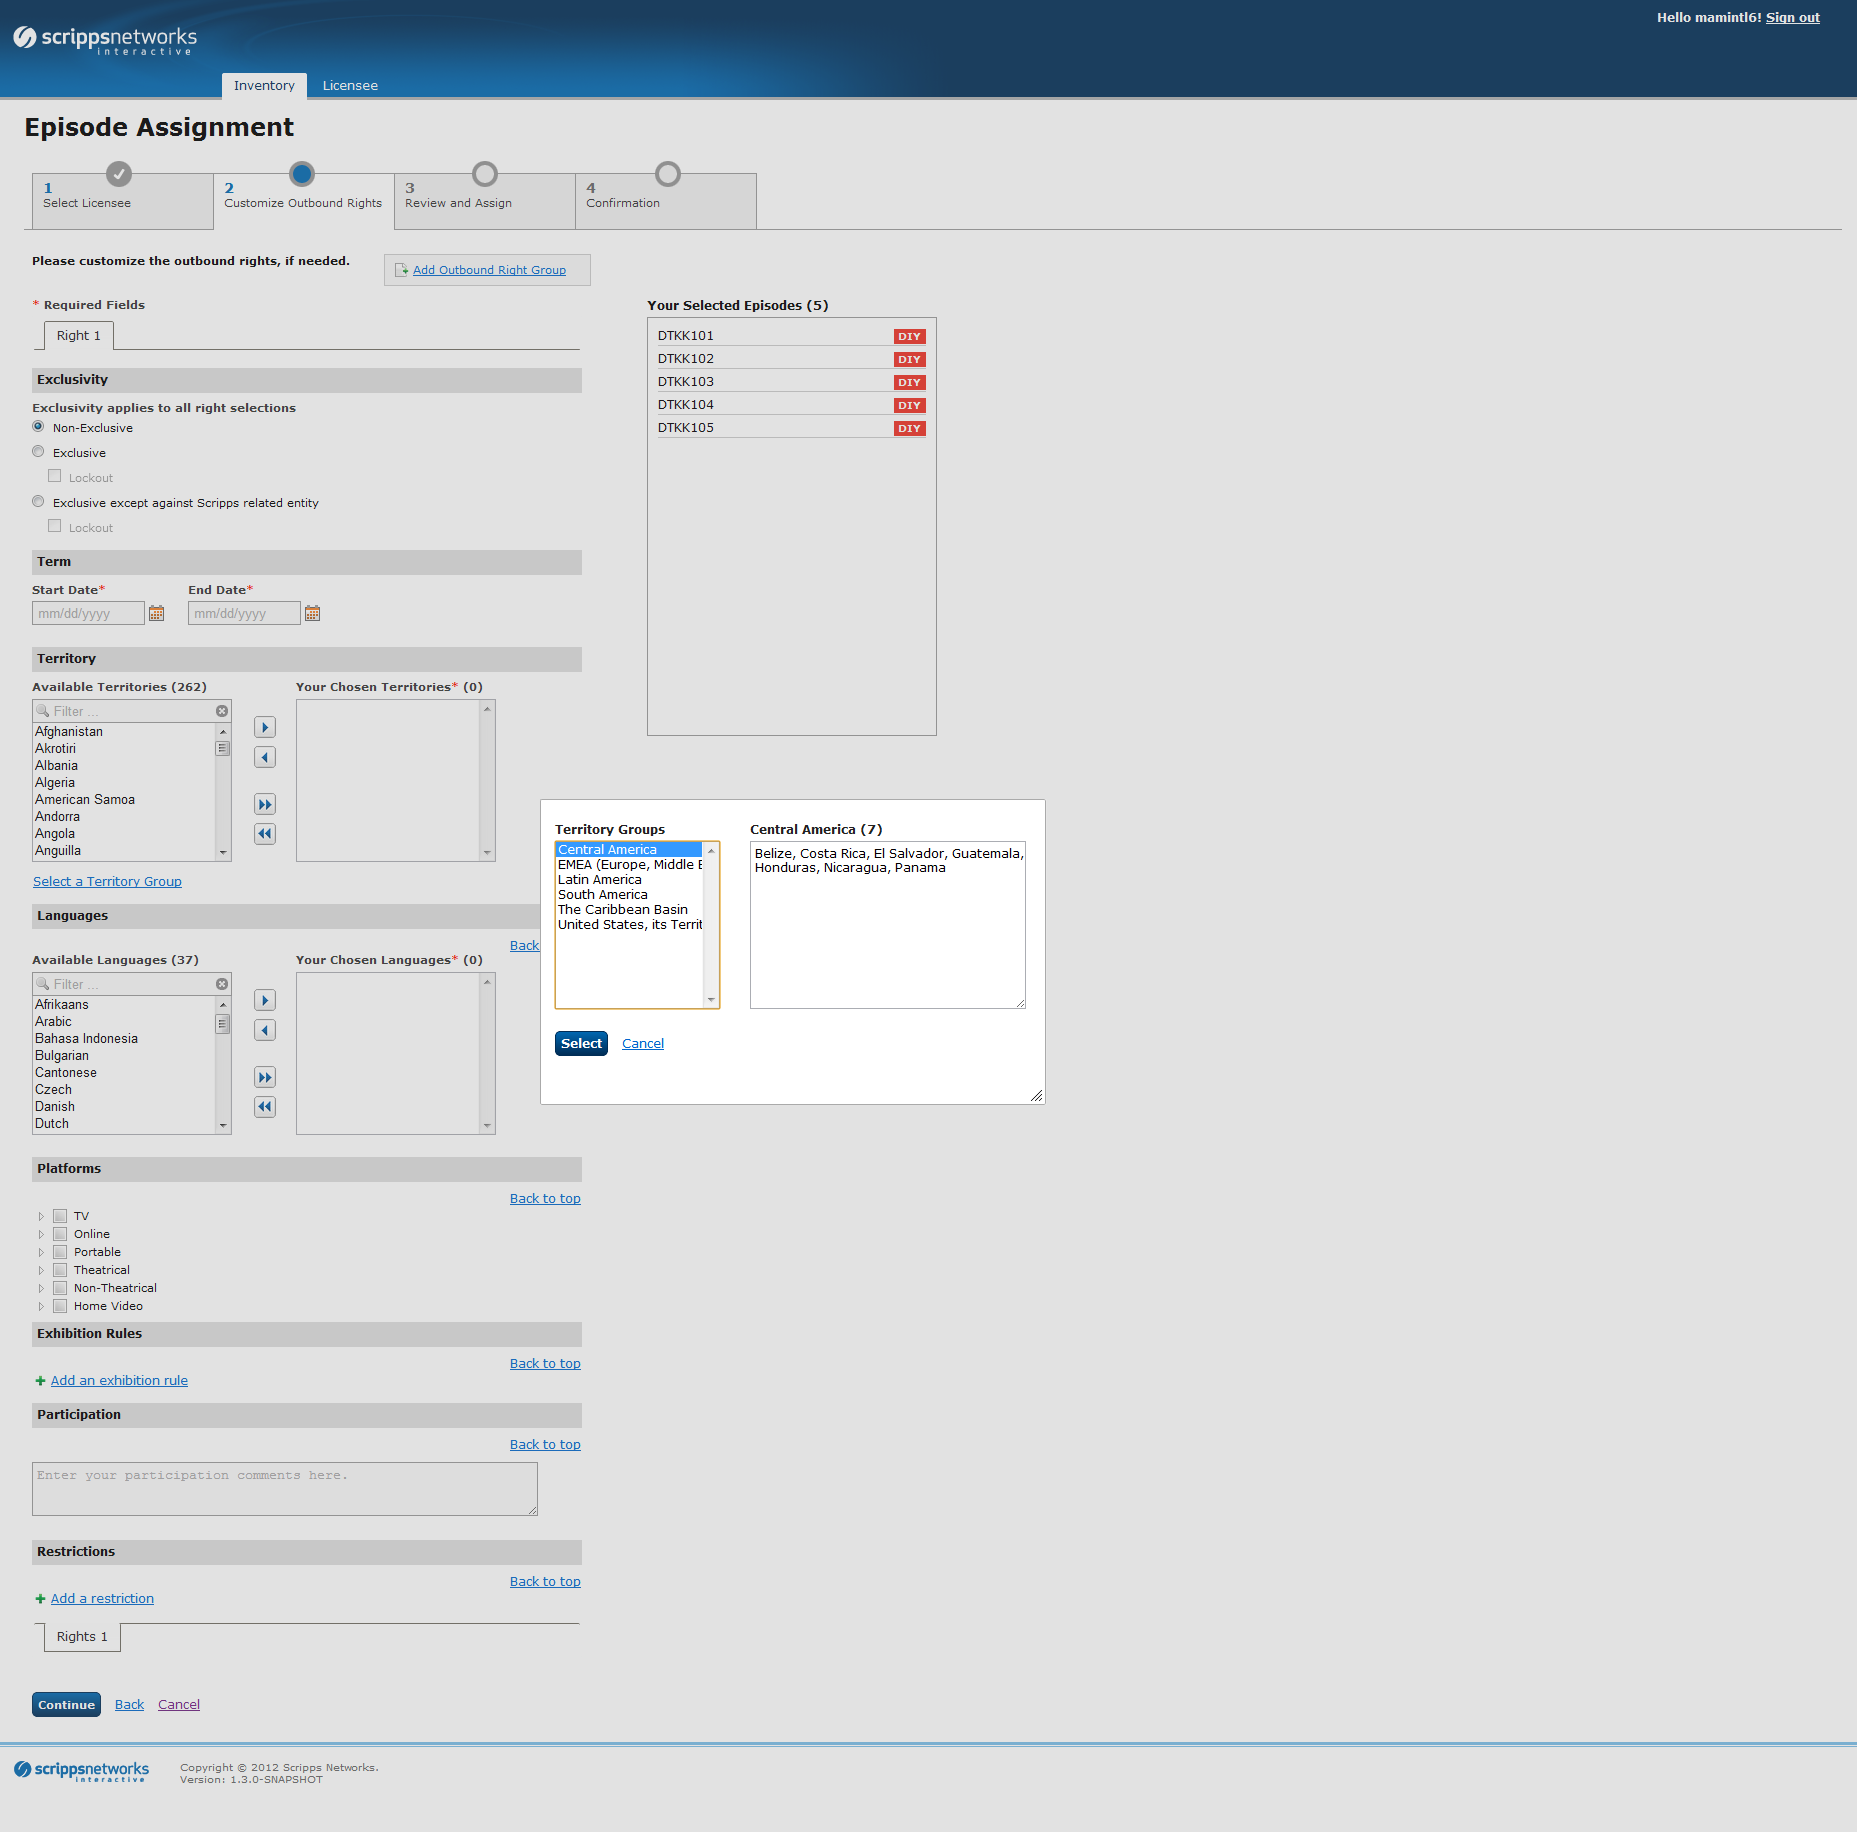 Hello mamintl6! Sign out
scrippsnetworks
interactive
Inventory Licensee
Episode Assignment
1
Select Licensee
2
Customize Outbound Rights
3
Review and Assign
4
Confirmation
Please customize the outbound rights, if needed.
Add Outbound Right Group
* Required Fields
Right 1
Your Selected Episodes (5)
DTKK101 DIY
DTKK102 DIY
DTKK103 DIY
DTKK104 DIY
DTKK105 DIY
Exclusivity
Exclusivity applies to all right selections
Non-Exclusive
Exclusive
Lockout
Exclusive except against Scripps related entity
Lockout
Term
Start Date* End Date*
mm/dd/yyyy mm/dd/yyyy
Territory
Available Territories (262) Your Chosen Territories* (0)
Filter ...
Afghanistan
Akrotiri
Albania
Algeria
American Samoa
Andorra
Angola
Anguilla
Select a Territory Group
Territory Groups
Central America
EMEA (Europe, Middle E
Latin America
South America
The Caribbean Basin
United States, its Territ
Central America (7)
Belize, Costa Rica, El Salvador, Guatemala,
Honduras, Nicaragua, Panama
Select Cancel
Languages
Back
Available Languages (37) Your Chosen Languages* (0)
Filter ...
Afrikaans
Arabic
Bahasa Indonesia
Bulgarian
Cantonese
Czech
Danish
Dutch
Platforms
Back to top
TV
Online
Portable
Theatrical
Non-Theatrical
Home Video
Exhibition Rules
Back to top
Add an exhibition rule
Participation
Back to top
Enter your participation comments here.
Restrictions
Back to top
Add a restriction
Rights 1
Continue Back Cancel
scrippsnetworks
interactive
Copyright © 2012 Scripps Networks.
Version: 1.3.0-SNAPSHOT